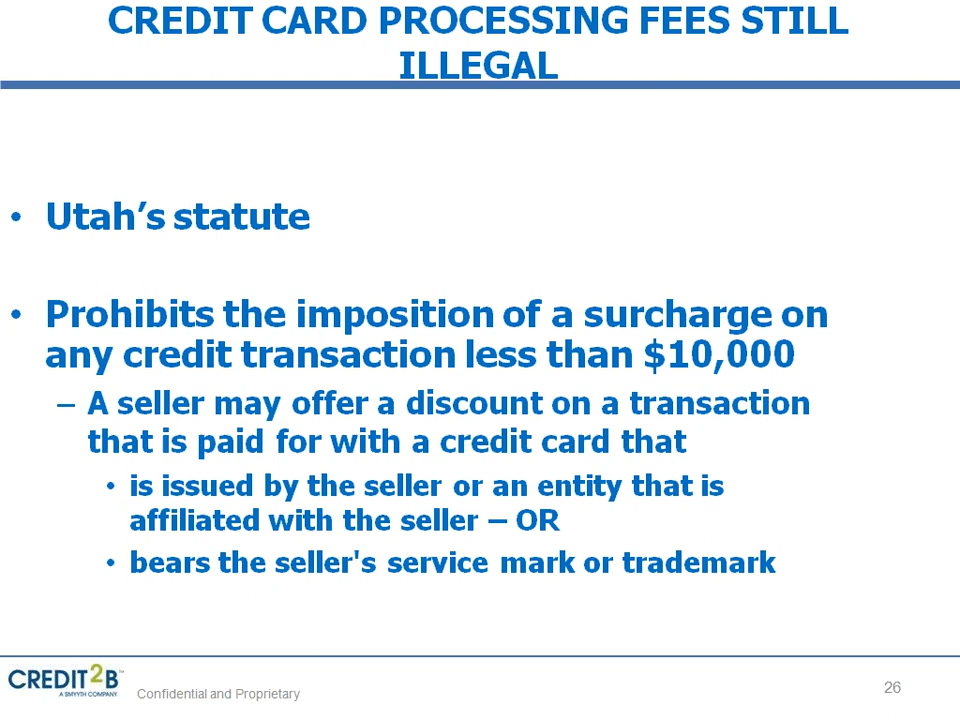 CREDIT CARD PROCESSING FEES STILL
ILLEGAL
• Utah’s statute
• Prohibits the imposition of a surcharge on
any credit transaction less than $10,000
– A seller may offer a discount on a transaction
that is paid for with a credit card that
• is issued by the seller or an entity that is
affiliated with the seller – OR
• bears the seller's service mark or trademark
CREDIT2B™
A SMYYTH COMPANY
Confidential and Proprietary
26